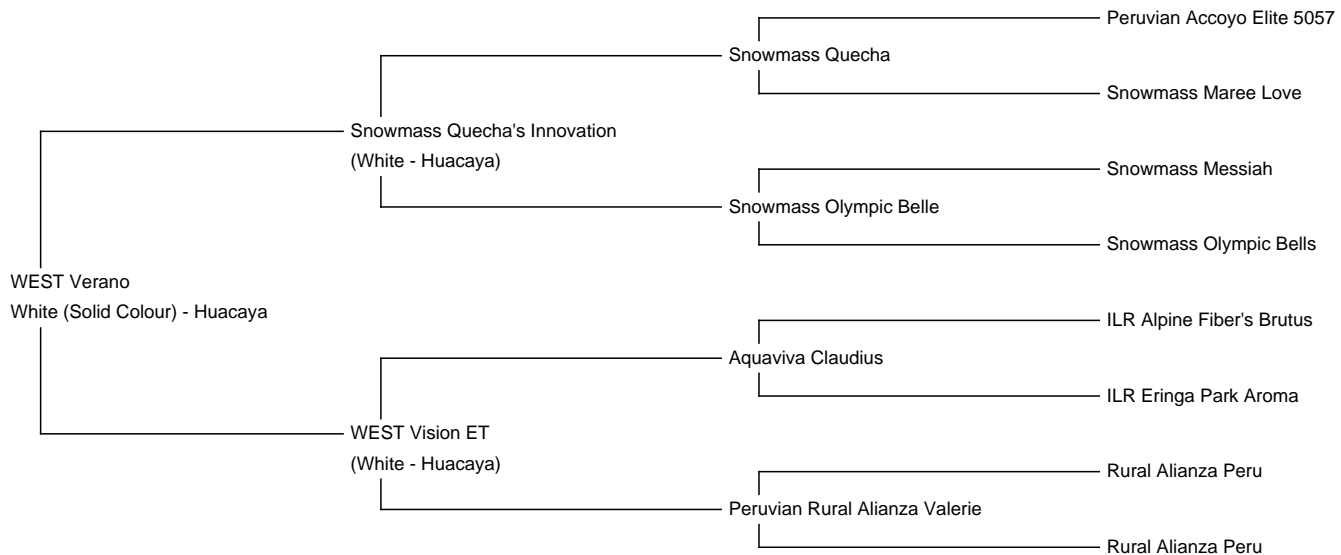 Peruvian Accoyo Elite 5057
Snowmass Quecha
Snowmass Maree Love
Snowmass Quecha's Innovation
(White - Huacaya)
Snowmass Messiah
Snowmass Olympic Belle
Snowmass Olympic Bells
WEST Verano
White (Solid Colour) - Huacaya
ILR Alpine Fiber's Brutus
Aquaviva Claudius
ILR Eringa Park Aroma
WEST Vision ET
(White - Huacaya)
Rural Alianza Peru
Peruvian Rural Alianza Valerie
Rural Alianza Peru